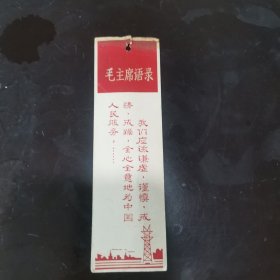 毛主席语录
我们应该谦虚，谨慎，戒
骄，戒躁，全心全意地为中国
人民服务，……